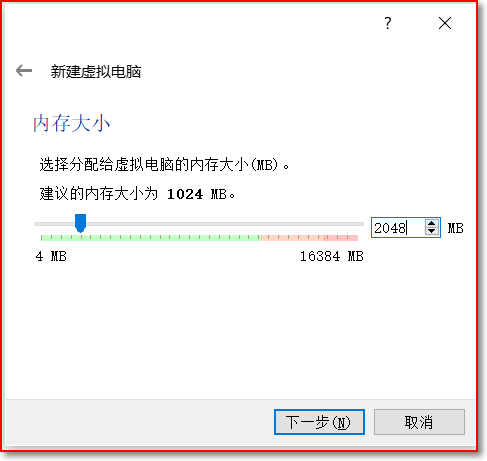 ?
新建虚拟电脑
内存大小
选择分配给虚拟电脑的内存大小(MB)。
建议的内存大小为 1024 MB。
2048 MB
4 MB 16384 MB
下一步(N) 取消